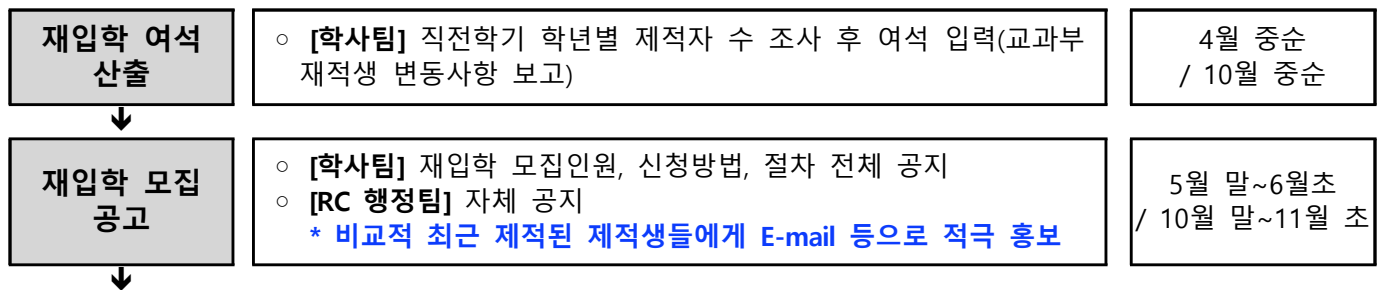 재입학 여석
산출
○ [학사팀] 직전학기 학년별 제적자 수 조사 후 여석 입력(교과부
재적생 변동사항 보고)
4월 중순
/ 10월 중순
재입학 모집
공고
○ [학사팀] 재입학 모집인원, 신청방법, 절차 전체 공지
○ [RC 행정팀] 자체 공지
* 비교적 최근 제적된 제적생들에게 E-mail 등으로 적극 홍보
5월 말~6월초
/ 10월 말~11월 초